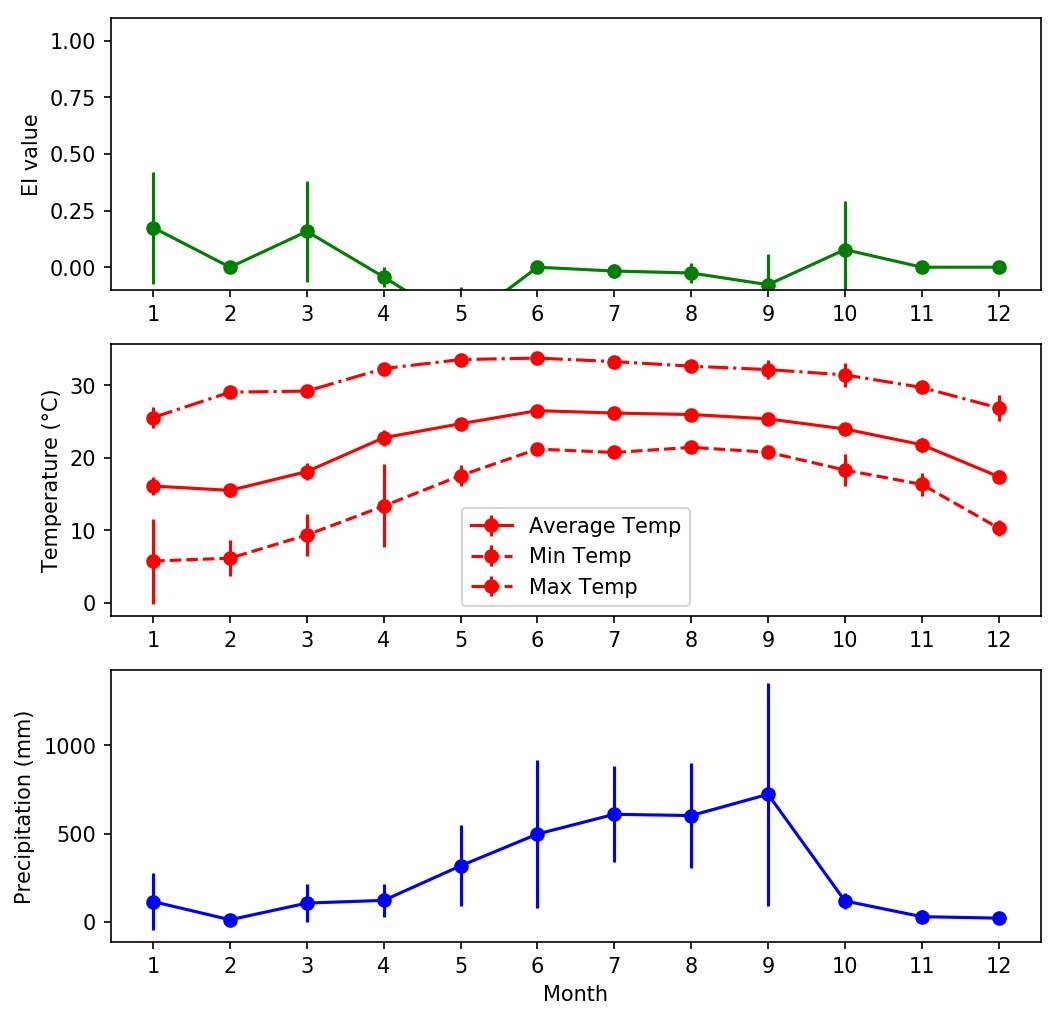 EI value
1.00
0.75
0.50
0.25
0.00
1 2 3 4 5 6 7 8 9 10 11 12
Temperature (°C)
30
20
10
0
Average Temp
Min Temp
Max Temp
1 2 3 4 5 6 7 8 9 10 11 12
Precipitation (mm)
1000
500
0
1 2 3 4 5 6 7 8 9 10 11 12
Month